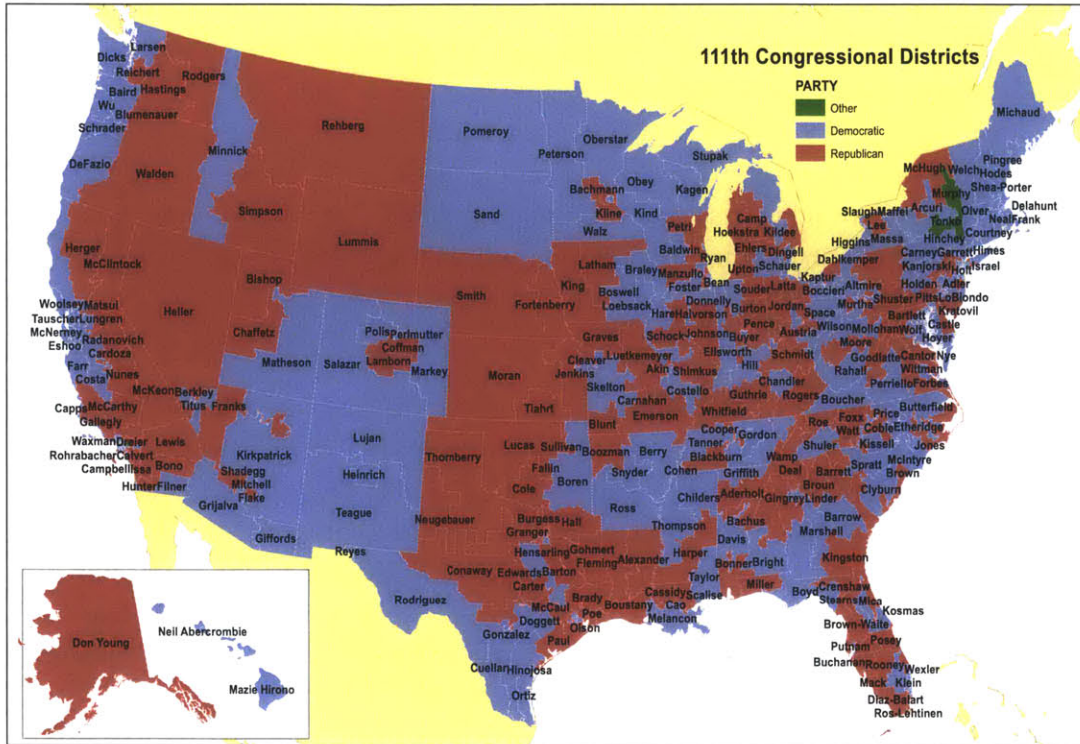 111th Congressional Districts
PARTY
Other
Democratic
Republican
Larsen
Dicks
Reichert
Rodgers
Baird Hastings
Wu
Blumenauer
Schrader
DeFazio
Walden
Minnick
Simpson
Rehberg
Lummis
Pomeroy
Sand
Peterson
Oberstar
Stupak
Bachmann
Obey
Kagen
Kline
Kind
Walz
Petri
Baldwin
Ryan
Camp
Hoekstra Kildee
Ehlers
Dingell
Upton Schauer
Michaud
McHugh Welch
Pingree
Hodes
Shea-Porter
Murphy
Arcuri
Delahunt
Slaugh Maffei
Olver
Neal Frank
Lee
Tonko
Courtney
Higgins Massa
Hinchey
Himes
Dahlkemper
Carney Garrett
Israel
Kanjorski Holt
Kaptur
Boccieri
Altmire
Holden Adler
Murtha
Shuster Pitts LoBiondo
Space
Bartlett
Kratovil
Wilson
Mollohan Wolf
Castle
Hoyer
Moore
Goodlatte
Cantor Nye
Rahall
Wittman
Perriello Forbes
Boucher
Herger
McClintock
Bishop
Heller
Chaffetz
Woolsey Matsui
Tauscher Lungren
McNerney
Radanovich
Eshoo
Cardoza
Farr
Nunes
Costa
McKeon Berkley
Titus Franks
Capps McCarthy
Gallegly
Waxman Dreier Lewis
Rohrabacher Calvert
Campbell Issa Bono
Hunter Filner
Matheson
Salazar
Polis Perlmutter
Coffman
Lamborn
Markey
Kirkpatrick
Shadegg
Mitchell
Flake
Grijalva
Giffords
Lujan
Heinrich
Teague
Reyes
Smith
Fortenberry
Latham
King
Braley
Boswell
Loebsack
Manzullo
Foster
Bean
Donnelly
Souder Latta
Hare Halvorson
Burton Jordan
Pence
Austria
Schock Johnson
Buyer
Graves
Ellsworth
Schmidt
Hill
Cleaver Luetkemeyer
Jenkins
Akin Shimkus
Skelton
Costello
Carnahan
Emerson
Blunt
Moran
Tiahrt
Chandler
Guthrie Rogers
Whitfield
Cooper
Gordon
Tanner
Blackburn
Wamp
Roe
Foxx
Watt
Price
Butterfield
Coble Etheridge
Kissell
Shuler
Jones
McIntyre
Spratt
Brown
Clyburn
Thornberry
Lucas Sullivan
Fallin
Boozman
Boren
Cole
Berry
Snyder
Cohen
Ross
Griffith
Deal
Barrett
Broun
Childers Aderholt
Gingrey Linder
Thompson
Bachus
Barrow
Davis
Marshall
Harper
Bonner Bright
Kingston
Taylor
Miller
Neugebauer
Burgess Hall
Granger
Hensarling
Gohmert
Fleming
Alexander
Conaway
Edwards Barton
Carter
Cassidy
Scalise
Cao
Melancon
Rodriguez
Brady
McCaul
Boustany
Poe
Doggett
Olson
Gonzalez
Paul
Cuellar Hinojosa
Ortiz
Boyd
Crenshaw
Stearns Mica
Kosmas
Brown-Waite
Posey
Putnam
Buchanan
Rooney
Wexler
Mack Klein
Diaz-Balart
Ros-Lehtinen
Don Young
Neil Abercrombie
Mazie Hirono